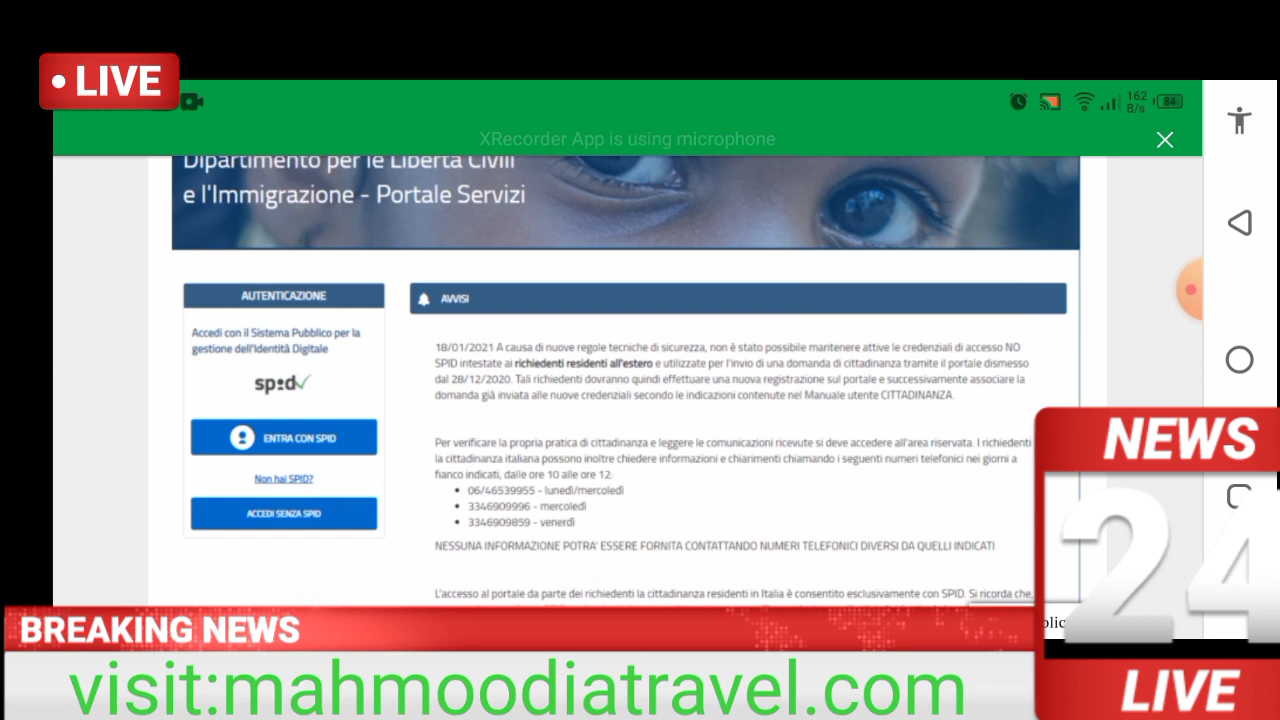 LIVE
162
B/s
84
XRecorder App is using microphone
Dipartimento per le Libertà Civili
e l'Immigrazione - Portale Servizi
AUTENTICAZIONE
Accedi con il Sistema Pubblico per la
gestione dell'Identità Digitale
sp:d
ENTRA CON SPID
Non hai SPID?
ACCEDI SENZA SPID
AVVISI
18/01/2021 A causa di nuove regole tecniche di sicurezza, non è stato possibile mantenere attive le credenziali di accesso NO
SPID intestate ai richiedenti residenti all'estero e utilizzate per l'invio di una domanda di cittadinanza tramite il portale dismesso
dal 28/12/2020. Tali richiedenti dovranno quindi effettuare una nuova registrazione sul portale e successivamente associare la
domanda già inviata alle nuove credenziali secondo le indicazioni contenute nel Manuale utente CITTADINANZA.
Per verificare la propria pratica di cittadinanza e leggere le comunicazioni ricevute si deve accedere all'area riservata. I richiedenti
la cittadinanza italiana possono inoltre chiedere informazioni e chiarimenti chiamando i seguenti numeri telefonici nei giorni a
fianco indicati, dalle ore 10 alle ore 12:
• 06/46539955 - lunedì/mercoledì
• 3346909996 - mercoledì
• 3346909859 - venerdì
NESSUNA INFORMAZIONE POTRA' ESSERE FORNITA CONTATTANDO NUMERI TELEFONICI DIVERSI DA QUELLI INDICATI
L'accesso al portale da parte dei richiedenti la cittadinanza residenti in Italia è consentito esclusivamente con SPID. Si ricorda che,
NEWS
24
LIVE
BREAKING NEWS
visit:mahmoodiatravel.com